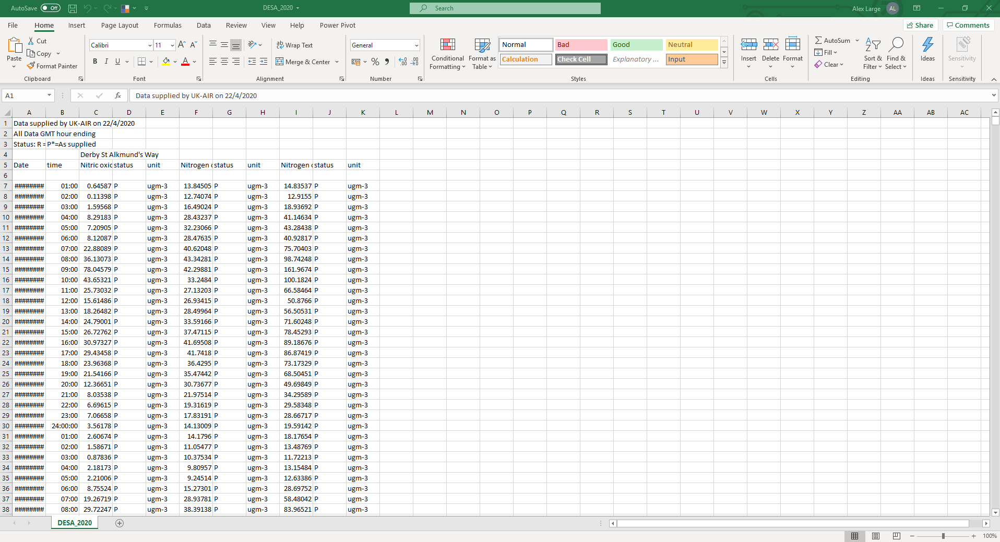 AutoSave Off DESA_2020 Search Alex Large AL
File Home Insert Page Layout Formulas Data Review View Help Power Pivot Share Comments
Paste Cut Copy Format Painter Clipboard
Calibri 11 A A B I U A Font
ab Wrap Text Merge & Center Alignment
General % Number
Conditional Formatting Format as Table Normal Bad Good Neutral Calculation Check Cell Explanatory ... Input Styles
Insert Delete Format Cells
AutoSum Fill Clear Sort & Filter Find & Select Editing
Ideas Ideas
Sensitivity Sensitivity
A1 fx Data supplied by UK-AIR on 22/4/2020
A B C D E F G H I J K L M N O P Q R S T U V W X Y Z AA AB AC
1 Data supplied by UK-AIR on 22/4/2020
2 All Data GMT hour ending
3 Status: R = P*=As supplied
4 Derby St Alkmund's Way
5 Date time Nitric oxid status unit Nitrogen status unit Nitrogen status unit
6
7 ######## 01:00 0.64587 P ugm-3 13.84505 P ugm-3 14.83537 P ugm-3
8 ######## 02:00 0.11398 P ugm-3 12.74074 P ugm-3 12.9155 P ugm-3
9 ######## 03:00 1.59568 P ugm-3 16.49024 P ugm-3 18.93692 P ugm-3
10 ######## 04:00 8.29183 P ugm-3 28.43237 P ugm-3 41.14634 P ugm-3
11 ######## 05:00 7.20905 P ugm-3 32.23066 P ugm-3 43.28438 P ugm-3
12 ######## 06:00 8.12087 P ugm-3 28.47635 P ugm-3 40.92817 P ugm-3
13 ######## 07:00 22.88089 P ugm-3 40.62048 P ugm-3 75.70403 P ugm-3
14 ######## 08:00 36.13073 P ugm-3 43.34281 P ugm-3 98.74248 P ugm-3
15 ######## 09:00 78.04579 P ugm-3 42.29881 P ugm-3 161.9674 P ugm-3
16 ######## 10:00 43.65321 P ugm-3 33.2484 P ugm-3 100.1824 P ugm-3
17 ######## 11:00 25.73032 P ugm-3 27.13203 P ugm-3 66.58464 P ugm-3
18 ######## 12:00 15.61486 P ugm-3 26.93415 P ugm-3 50.8766 P ugm-3
19 ######## 13:00 18.26482 P ugm-3 28.49964 P ugm-3 56.50531 P ugm-3
20 ######## 14:00 24.79001 P ugm-3 33.59166 P ugm-3 71.60248 P ugm-3
21 ######## 15:00 26.72762 P ugm-3 37.47115 P ugm-3 78.45293 P ugm-3
22 ######## 16:00 30.97327 P ugm-3 41.69508 P ugm-3 89.18676 P ugm-3
23 ######## 17:00 29.43458 P ugm-3 41.7418 P ugm-3 86.87419 P ugm-3
24 ######## 18:00 23.96368 P ugm-3 36.4295 P ugm-3 73.17329 P ugm-3
25 ######## 19:00 21.54166 P ugm-3 35.47442 P ugm-3 68.50451 P ugm-3
26 ######## 20:00 12.36651 P ugm-3 30.73677 P ugm-3 49.69849 P ugm-3
27 ######## 21:00 8.03538 P ugm-3 21.97514 P ugm-3 34.29589 P ugm-3
28 ######## 22:00 6.69615 P ugm-3 19.31619 P ugm-3 29.58348 P ugm-3
29 ######## 23:00 7.06658 P ugm-3 17.83191 P ugm-3 28.66717 P ugm-3
30 ######## 24:00:00 3.56178 P ugm-3 14.13009 P ugm-3 19.59142 P ugm-3
31 ######## 01:00 2.60674 P ugm-3 14.1796 P ugm-3 18.17654 P ugm-3
32 ######## 02:00 1.58671 P ugm-3 11.05477 P ugm-3 13.48769 P ugm-3
33 ######## 03:00 0.87836 P ugm-3 10.37534 P ugm-3 11.72213 P ugm-3
34 ######## 04:00 2.18173 P ugm-3 9.80957 P ugm-3 13.15484 P ugm-3
35 ######## 05:00 2.21006 P ugm-3 9.24514 P ugm-3 12.63386 P ugm-3
36 ######## 06:00 8.75524 P ugm-3 15.27301 P ugm-3 28.69752 P ugm-3
37 ######## 07:00 19.26719 P ugm-3 28.93781 P ugm-3 58.48042 P ugm-3
38 ######## 08:00 29.72247 P ugm-3 38.39138 P ugm-3 83.96521 P ugm-3
DESA_2020
100%